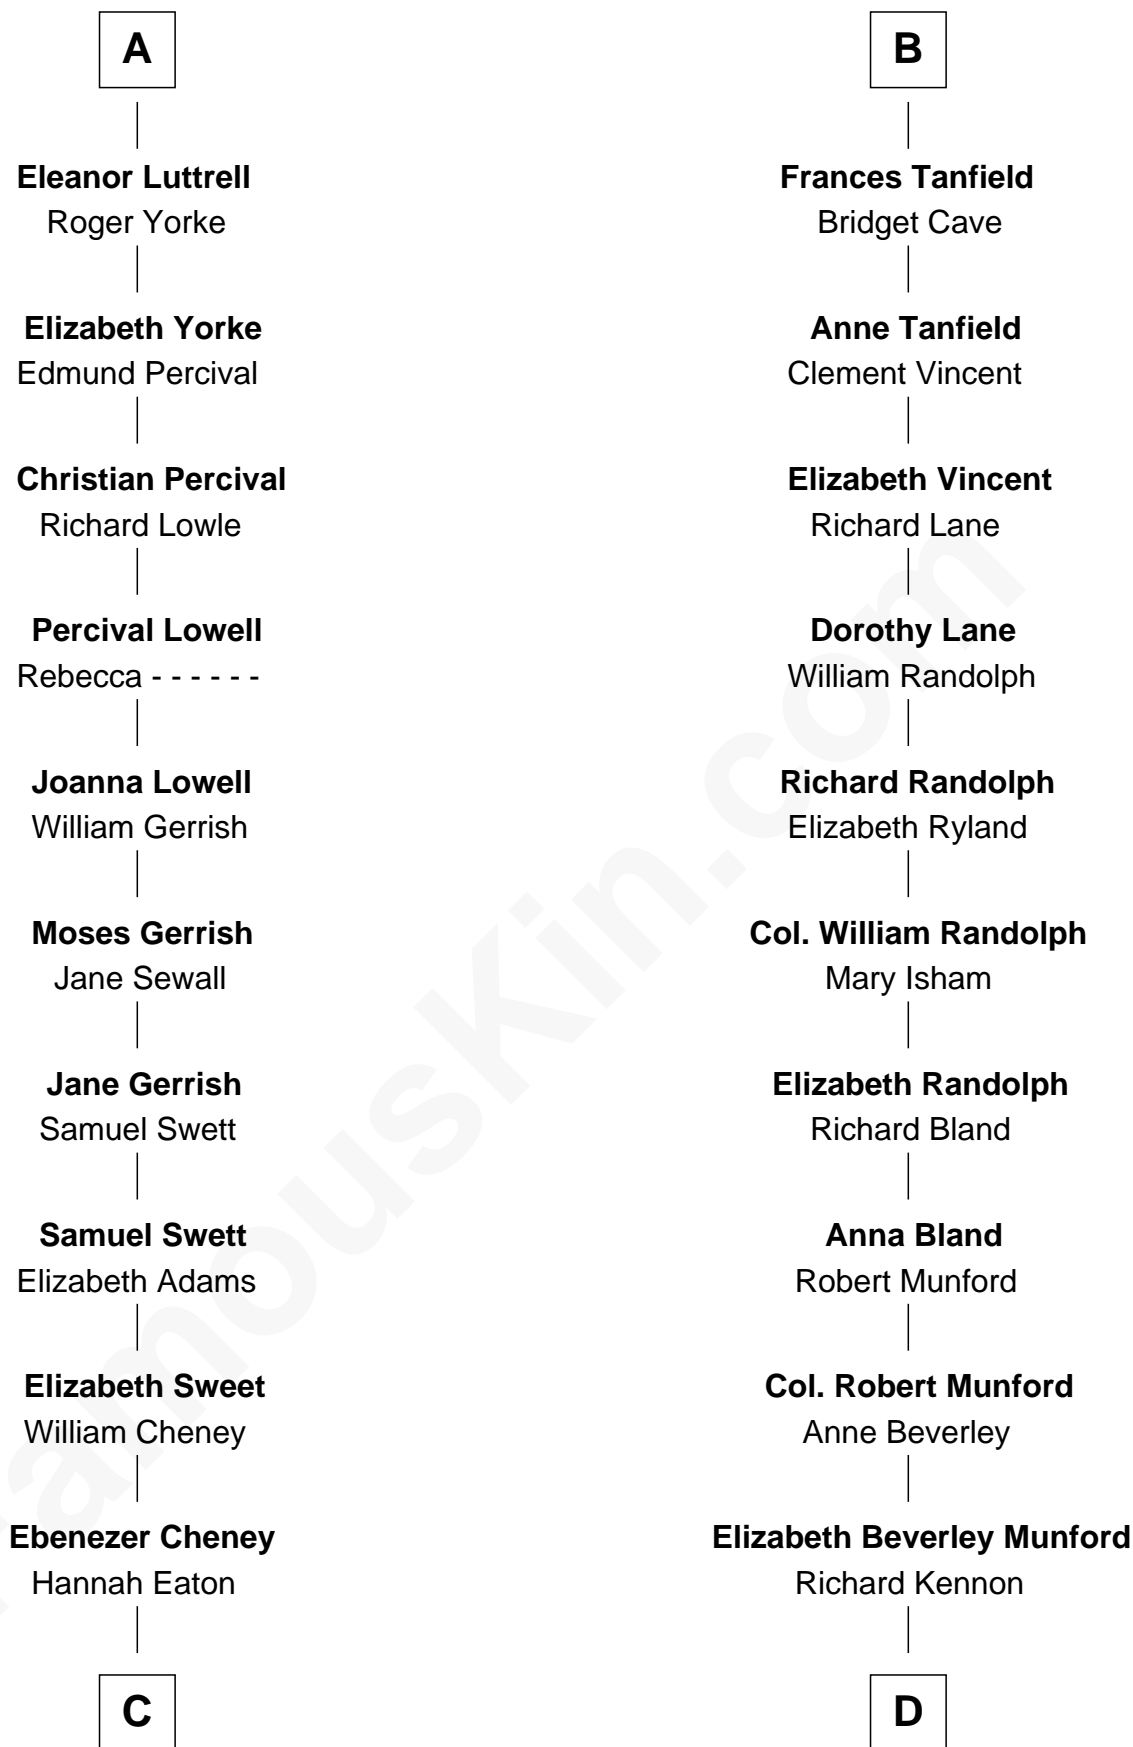 A
Eleanor Luttrell
Roger Yorke
Elizabeth Yorke
Edmund Percival
Christian Percival
Richard Lowle
Percival Lowell
Rebecca - - - - - -
Joanna Lowell
William Gerrish
Moses Gerrish
Jane Sewall
Jane Gerrish
Samuel Swett
Samuel Swett
Elizabeth Adams
Elizabeth Sweet
William Cheney
Ebenezer Cheney
Hannah Eaton
C
B
Frances Tanfield
Bridget Cave
Anne Tanfield
Clement Vincent
Elizabeth Vincent
Richard Lane
Dorothy Lane
William Randolph
Richard Randolph
Elizabeth Ryland
Col. William Randolph
Mary Isham
Elizabeth Randolph
Richard Bland
Anna Bland
Robert Munford
Col. Robert Munford
Anne Beverley
Elizabeth Beverley Munford
Richard Kennon
D
FamousKin.com